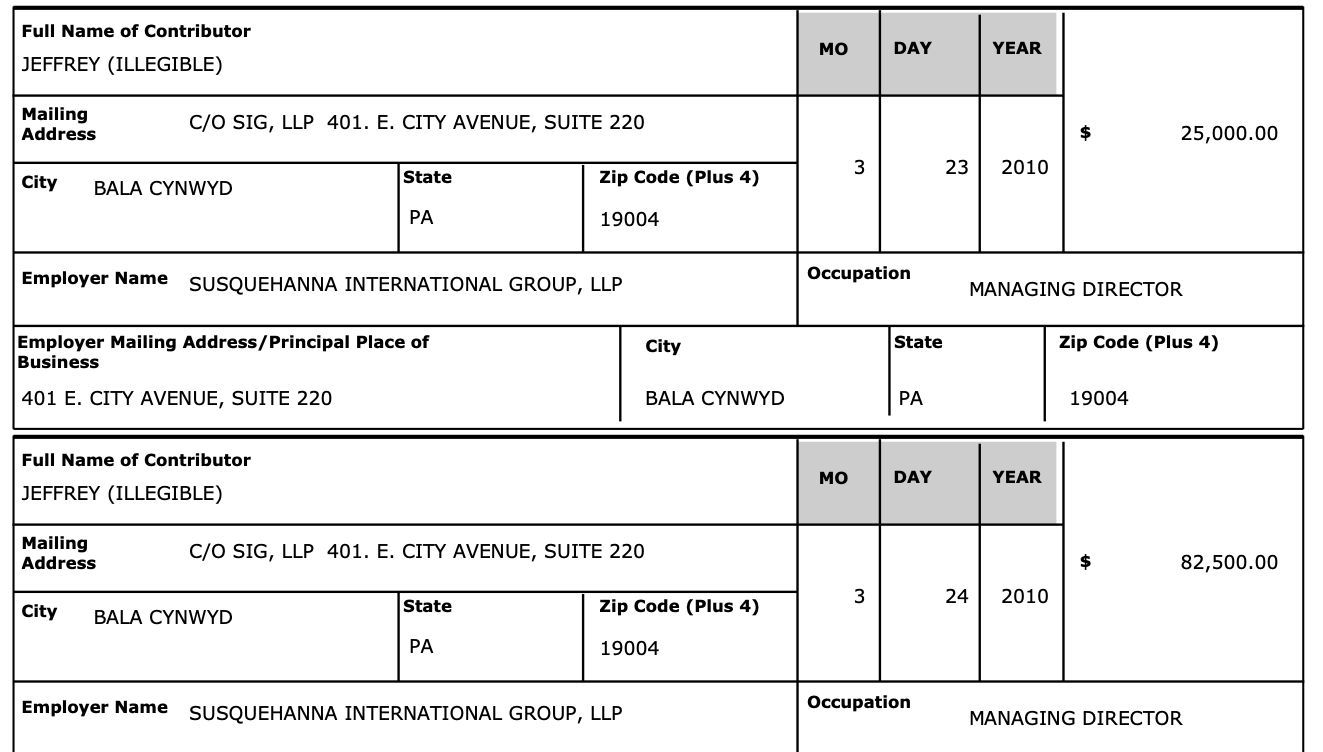 Full Name of Contributor
JEFFREY (ILLEGIBLE)
MO DAY YEAR
Mailing
Address
C/O SIG, LLP  401. E. CITY AVENUE, SUITE 220
$ 25,000.00
3 23 2010
City BALA CYNWYD
State
PA
Zip Code (Plus 4)
19004
Employer Name SUSQUEHANNA INTERNATIONAL GROUP, LLP
Occupation
MANAGING DIRECTOR
Employer Mailing Address/Principal Place of
Business
401 E. CITY AVENUE, SUITE 220
City
BALA CYNWYD
State
PA
Zip Code (Plus 4)
19004
Full Name of Contributor
JEFFREY (ILLEGIBLE)
MO DAY YEAR
Mailing
Address
C/O SIG, LLP  401. E. CITY AVENUE, SUITE 220
$ 82,500.00
3 24 2010
City BALA CYNWYD
State
PA
Zip Code (Plus 4)
19004
Employer Name SUSQUEHANNA INTERNATIONAL GROUP, LLP
Occupation
MANAGING DIRECTOR